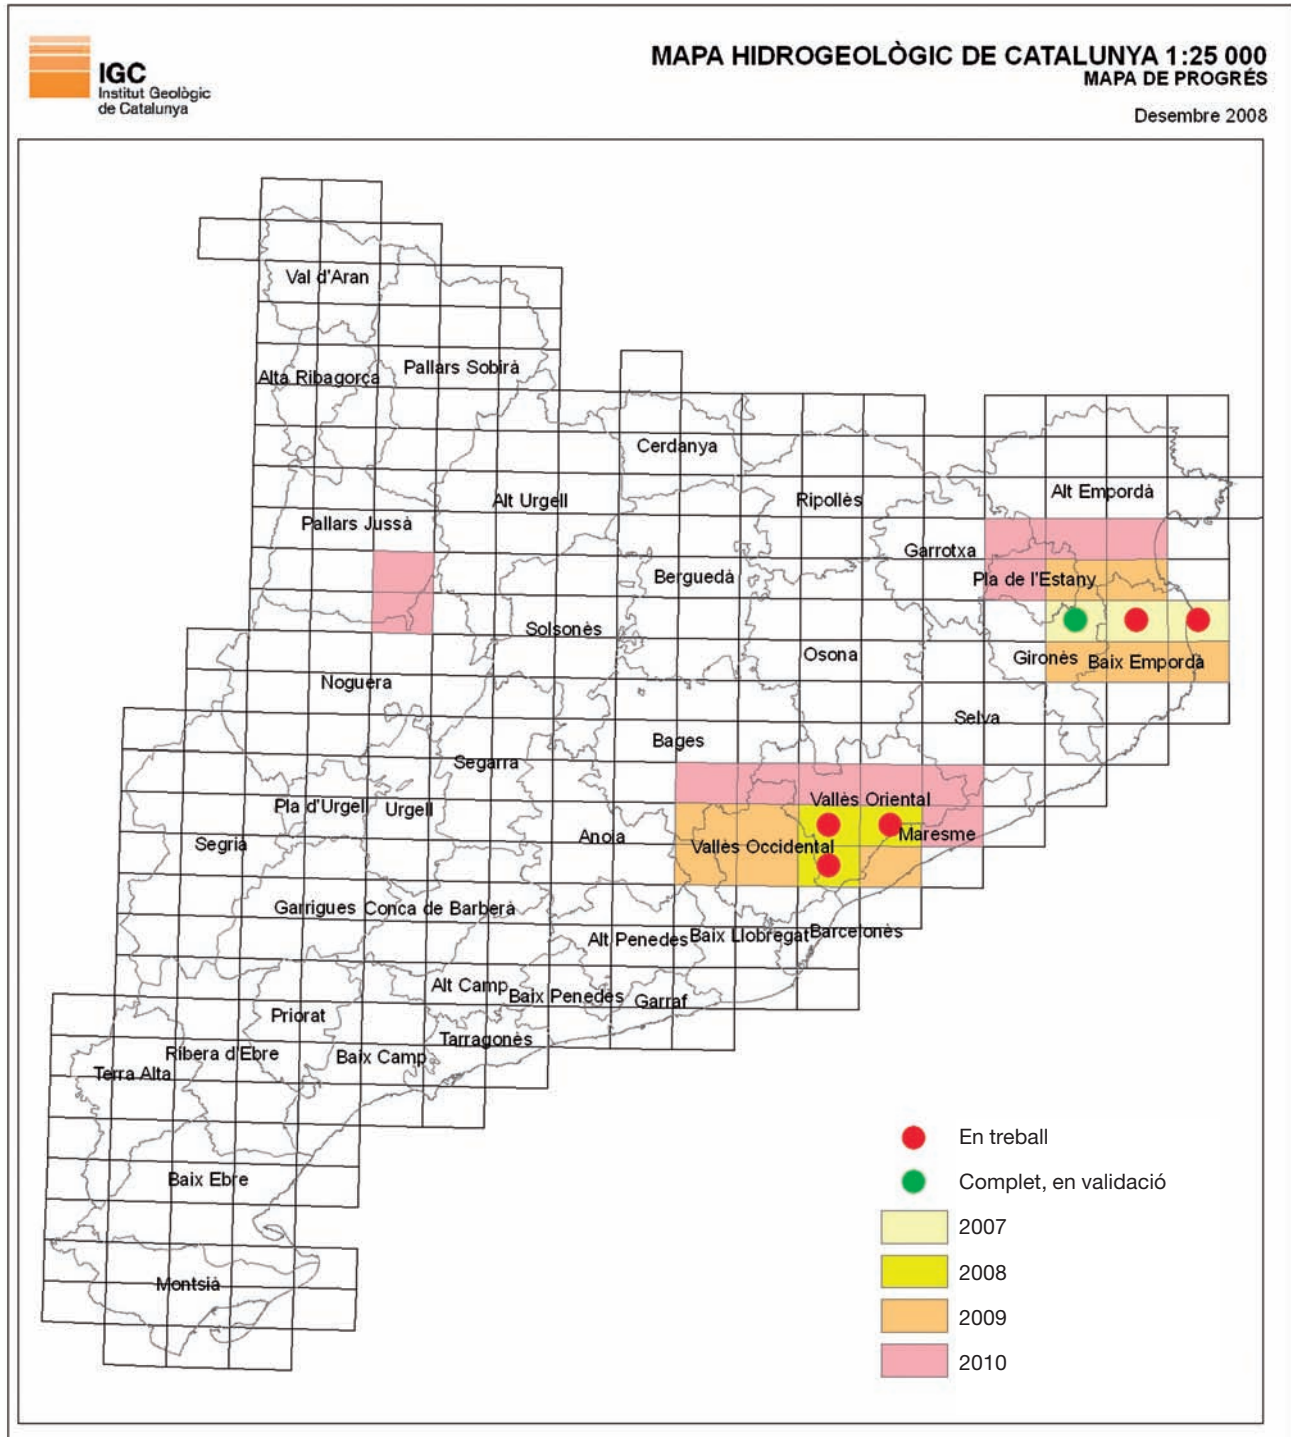 IGC
Institut Geològic
de Catalunya
MAPA HIDROGEOLÒGIC DE CATALUNYA 1:25 000
MAPA DE PROGRÉS
Desembre 2008
Val d'Aran
Alta Ribagorça
Pallars Sobirà
Cerdanya
Alt Urgell
Ripollès
Alt Empordà
Pallars Jussà
Garrotxa
Berguedà
Pla de l'Estany
Solsonès
Osona
Gironès
Baix Empordà
Noguera
Selva
Bages
Segarra
Pla d'Urgell
Urgell
Vallès Oriental
Segrià
Anoia
Vallès Occidental
Maresme
Garrigues
Conca de Barberà
Alt Penedes
Baix Llobregat
Barcelonès
Alt Camp
Baix Penedès
Garraf
Priorat
Tarragonès
Ribera d'Ebre
Baix Camp
Terra Alta
Baix Ebre
Montsià
En treball
Complet, en validació
2007
2008
2009
2010